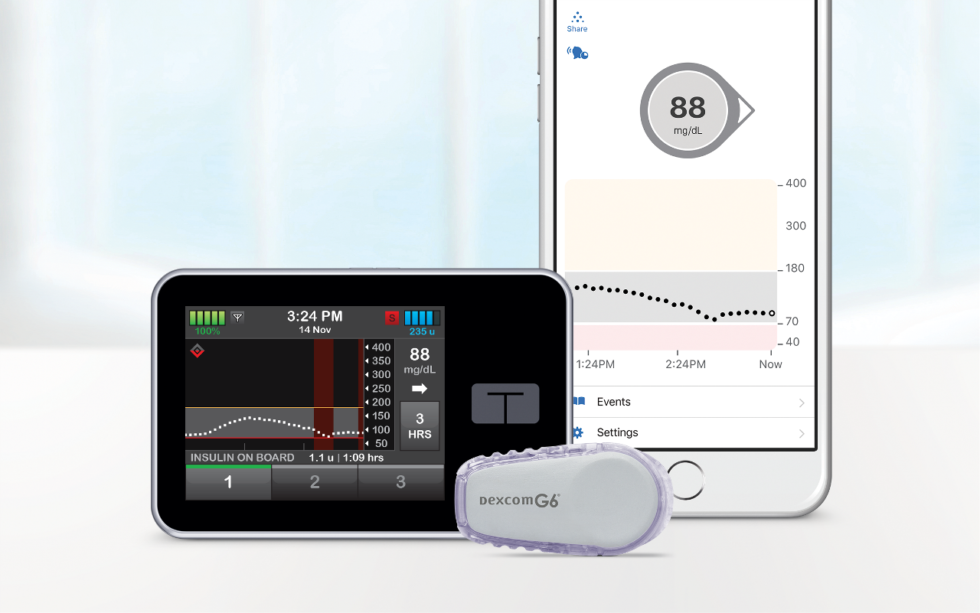 Share
88
mg/dL
400
300
180
70
40
1:24PM 2:24PM Now
Events
Settings
100%
3:24 PM
14 Nov
S
235 u
400
350
300
250
200
150
100
50
88
mg/dL
3
HRS
INSULIN ON BOARD 1.1 u | 1:09 hrs
1 2 3
T
Dexcom G6